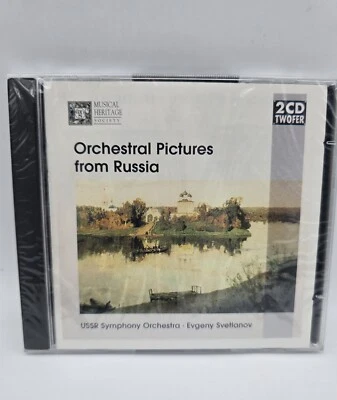 MUSICAL
HERITAGE
SOCIETY
2CD
TWOFER
Orchestral Pictures
from Russia
USSR Symphony Orchestra · Evgeny Svetlanov